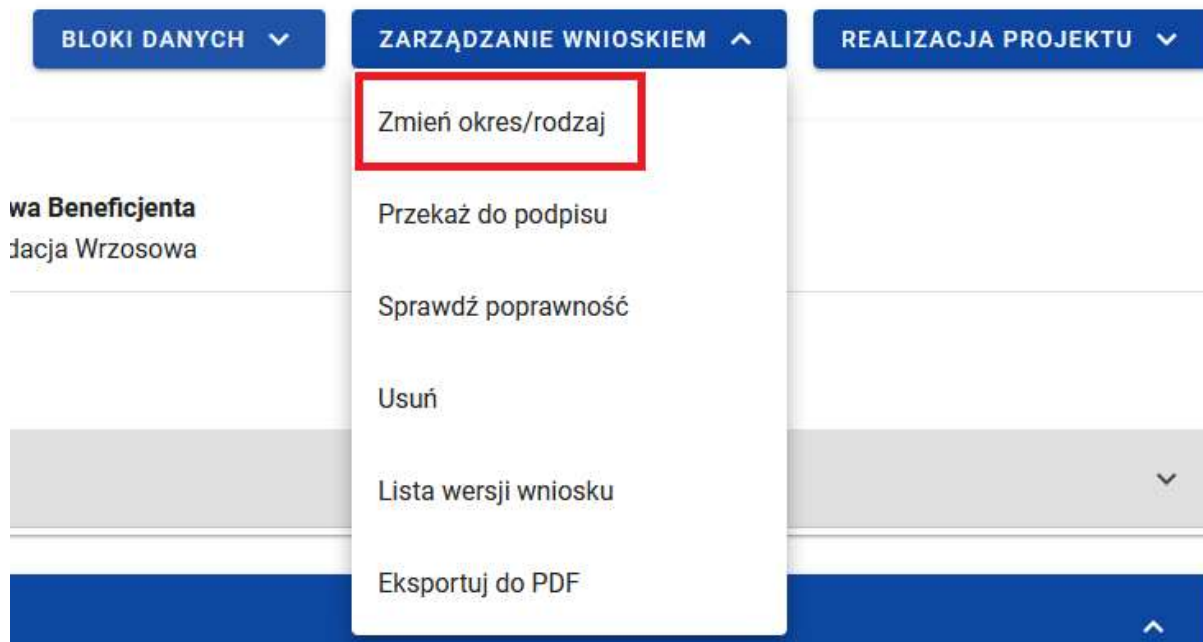 BLOKI DANYCH
ZARZĄDZANIE WNIOSKIEM
REALIZACJA PROJEKTU
Zmień okres/rodzaj
wa Beneficjenta
Przekaż do podpisu
dacja Wrzosowa
Sprawdź poprawność
Usuń
Lista wersji wniosku
Eksportuj do PDF